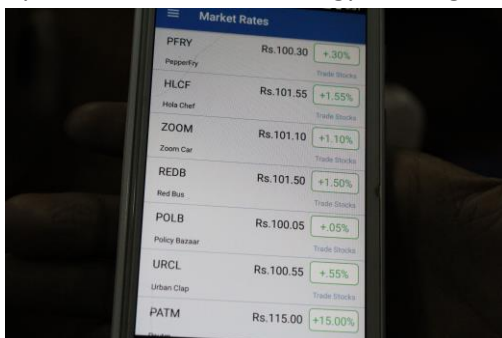 Market Rates
PFRY Rs.100.30 +.30%
PepperFry Trade Stocks
HLCF Rs.101.55 +1.55%
Hola Chef Trade Stocks
ZOOM Rs.101.10 +1.10%
Zoom Car Trade Stocks
REDB Rs.101.50 +1.50%
Red Bus Trade Stocks
POLB Rs.100.05 +.05%
Policy Bazaar Trade Stocks
URCL Rs.100.55 +.55%
Urban Clap Trade Stocks
PATM Rs.115.00 +15.00%